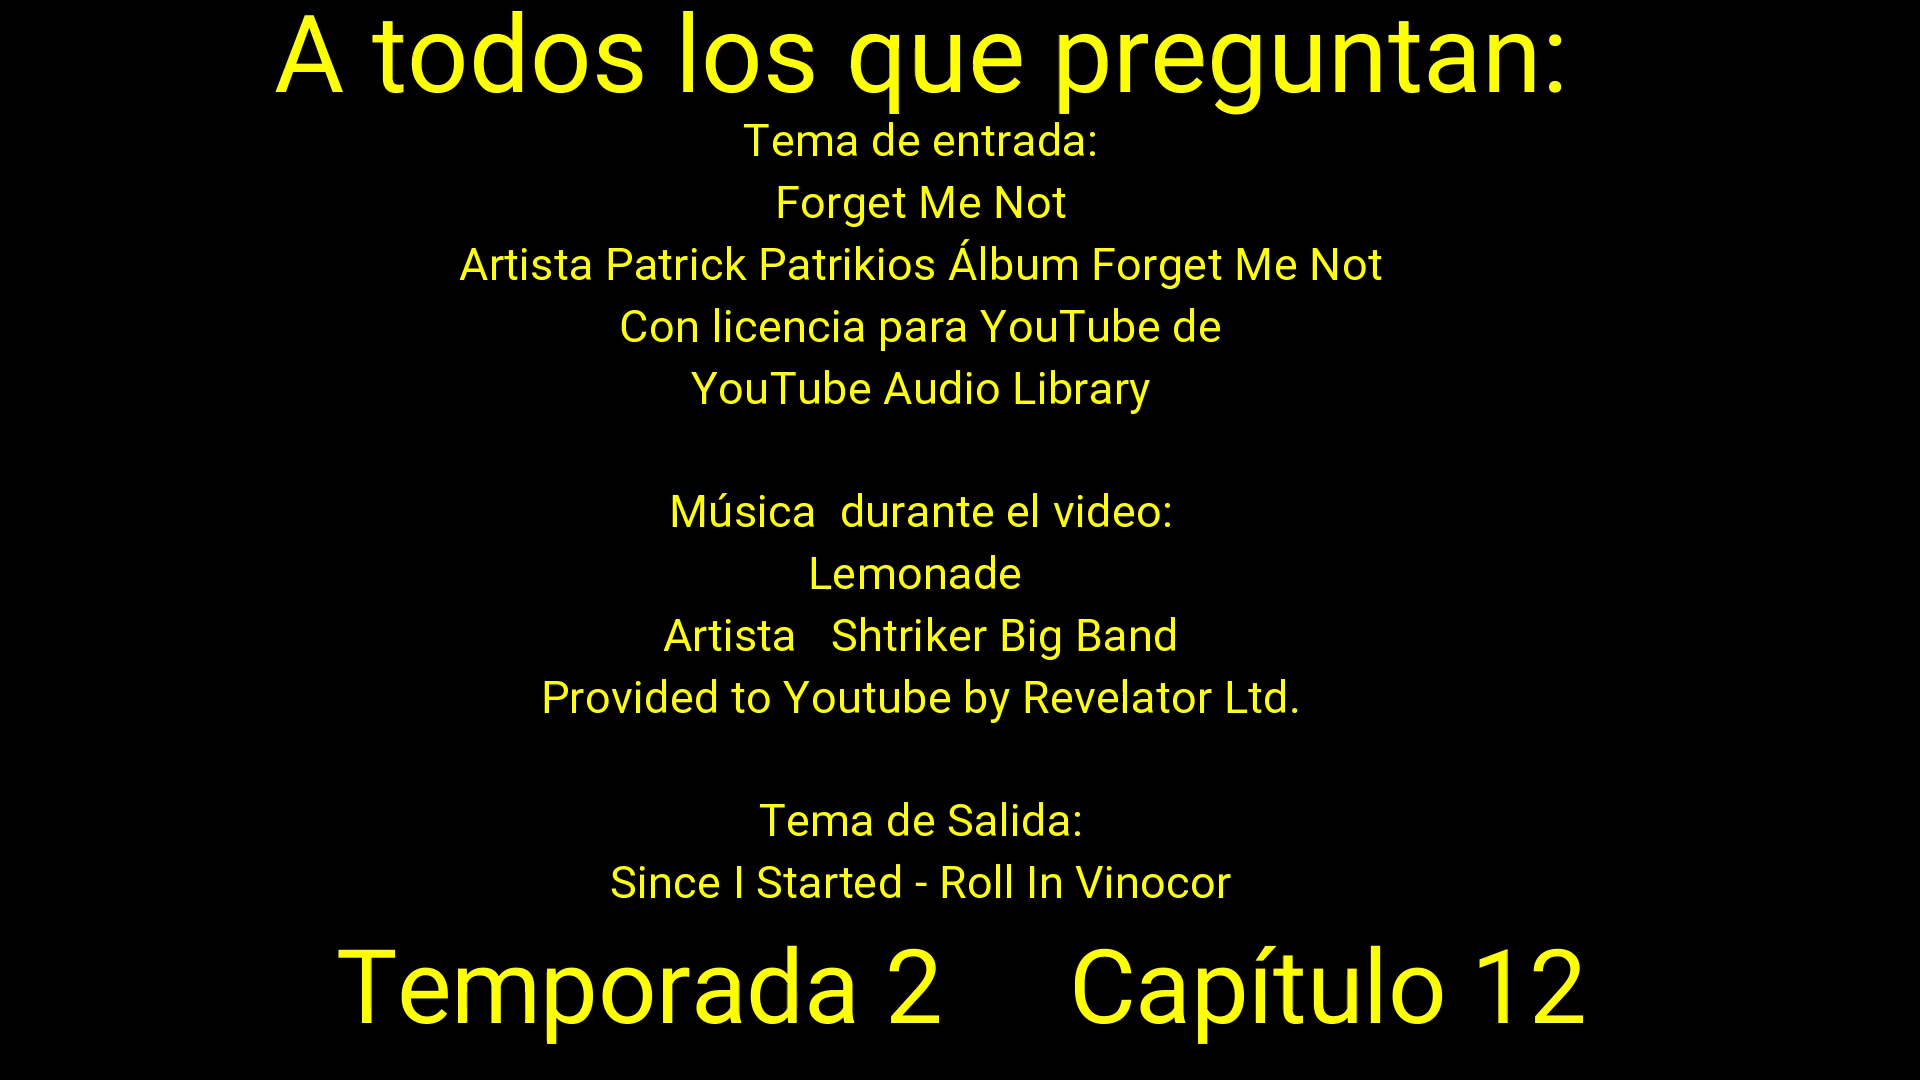 A todos los que preguntan:
Tema de entrada:
Forget Me Not
Artista Patrick Patrikios Álbum Forget Me Not
Con licencia para YouTube de
YouTube Audio Library
Música  durante el video:
Lemonade
Artista   Shtriker Big Band
Provided to Youtube by Revelator Ltd.
Tema de Salida:
Since I Started - Roll In Vinocor
Temporada 2     Capítulo 12